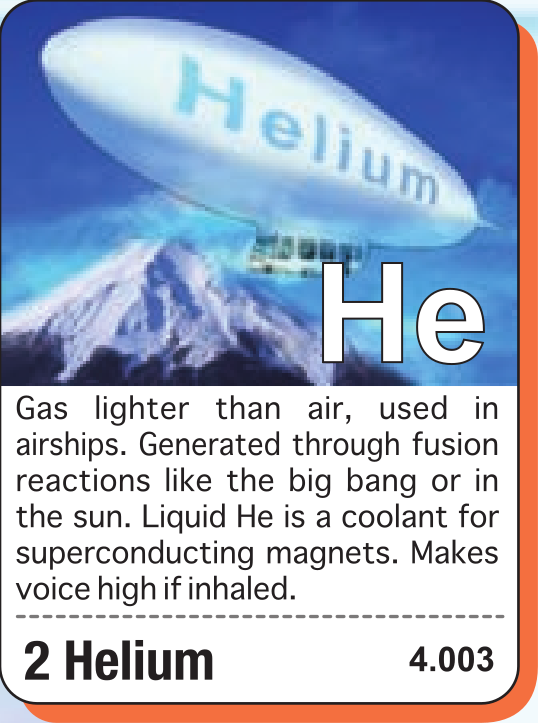 Helium
He
Gas lighter than air, used in
airships. Generated through fusion
reactions like the big bang or in
the sun. Liquid He is a coolant for
superconducting magnets. Makes
voice high if inhaled.
2 Helium 4.003